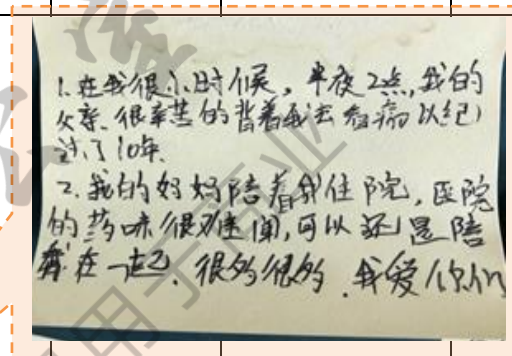 1.在我很小时候，半夜2点,我的
父亲.很辛苦的背着我去看病以纪
过了10年.
2.我的妈妈陪着我住院,医院
的药味很难闻,可以还是陪
着在一起、很多很多.我爱你们